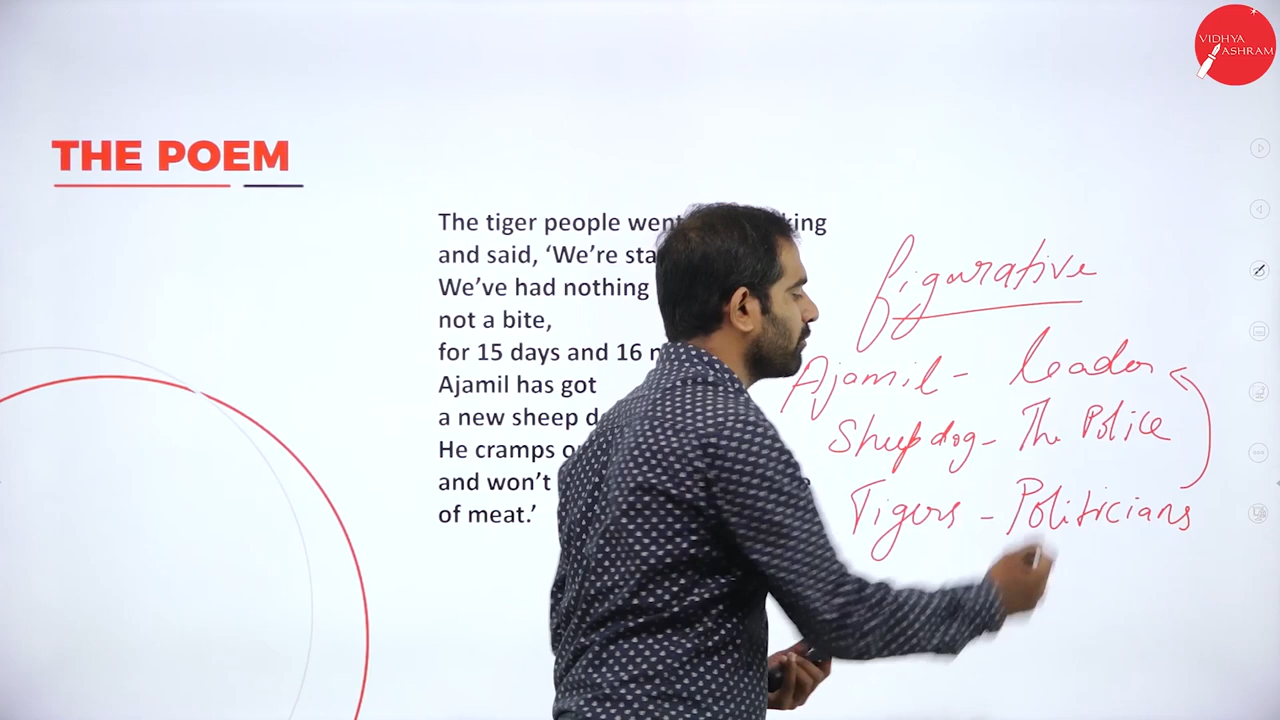 VIDHYA
ASHRAM
THE POEM
The tiger people went king
and said, ‘We’re sta
We’ve had nothing
not a bite,
for 15 days and 16 n
Ajamil has got
a new sheep d
He cramps o
and won’t
of meat.’
figurative
Ajamil - leader
Sheepdog - The Police
Tigers - Politicians